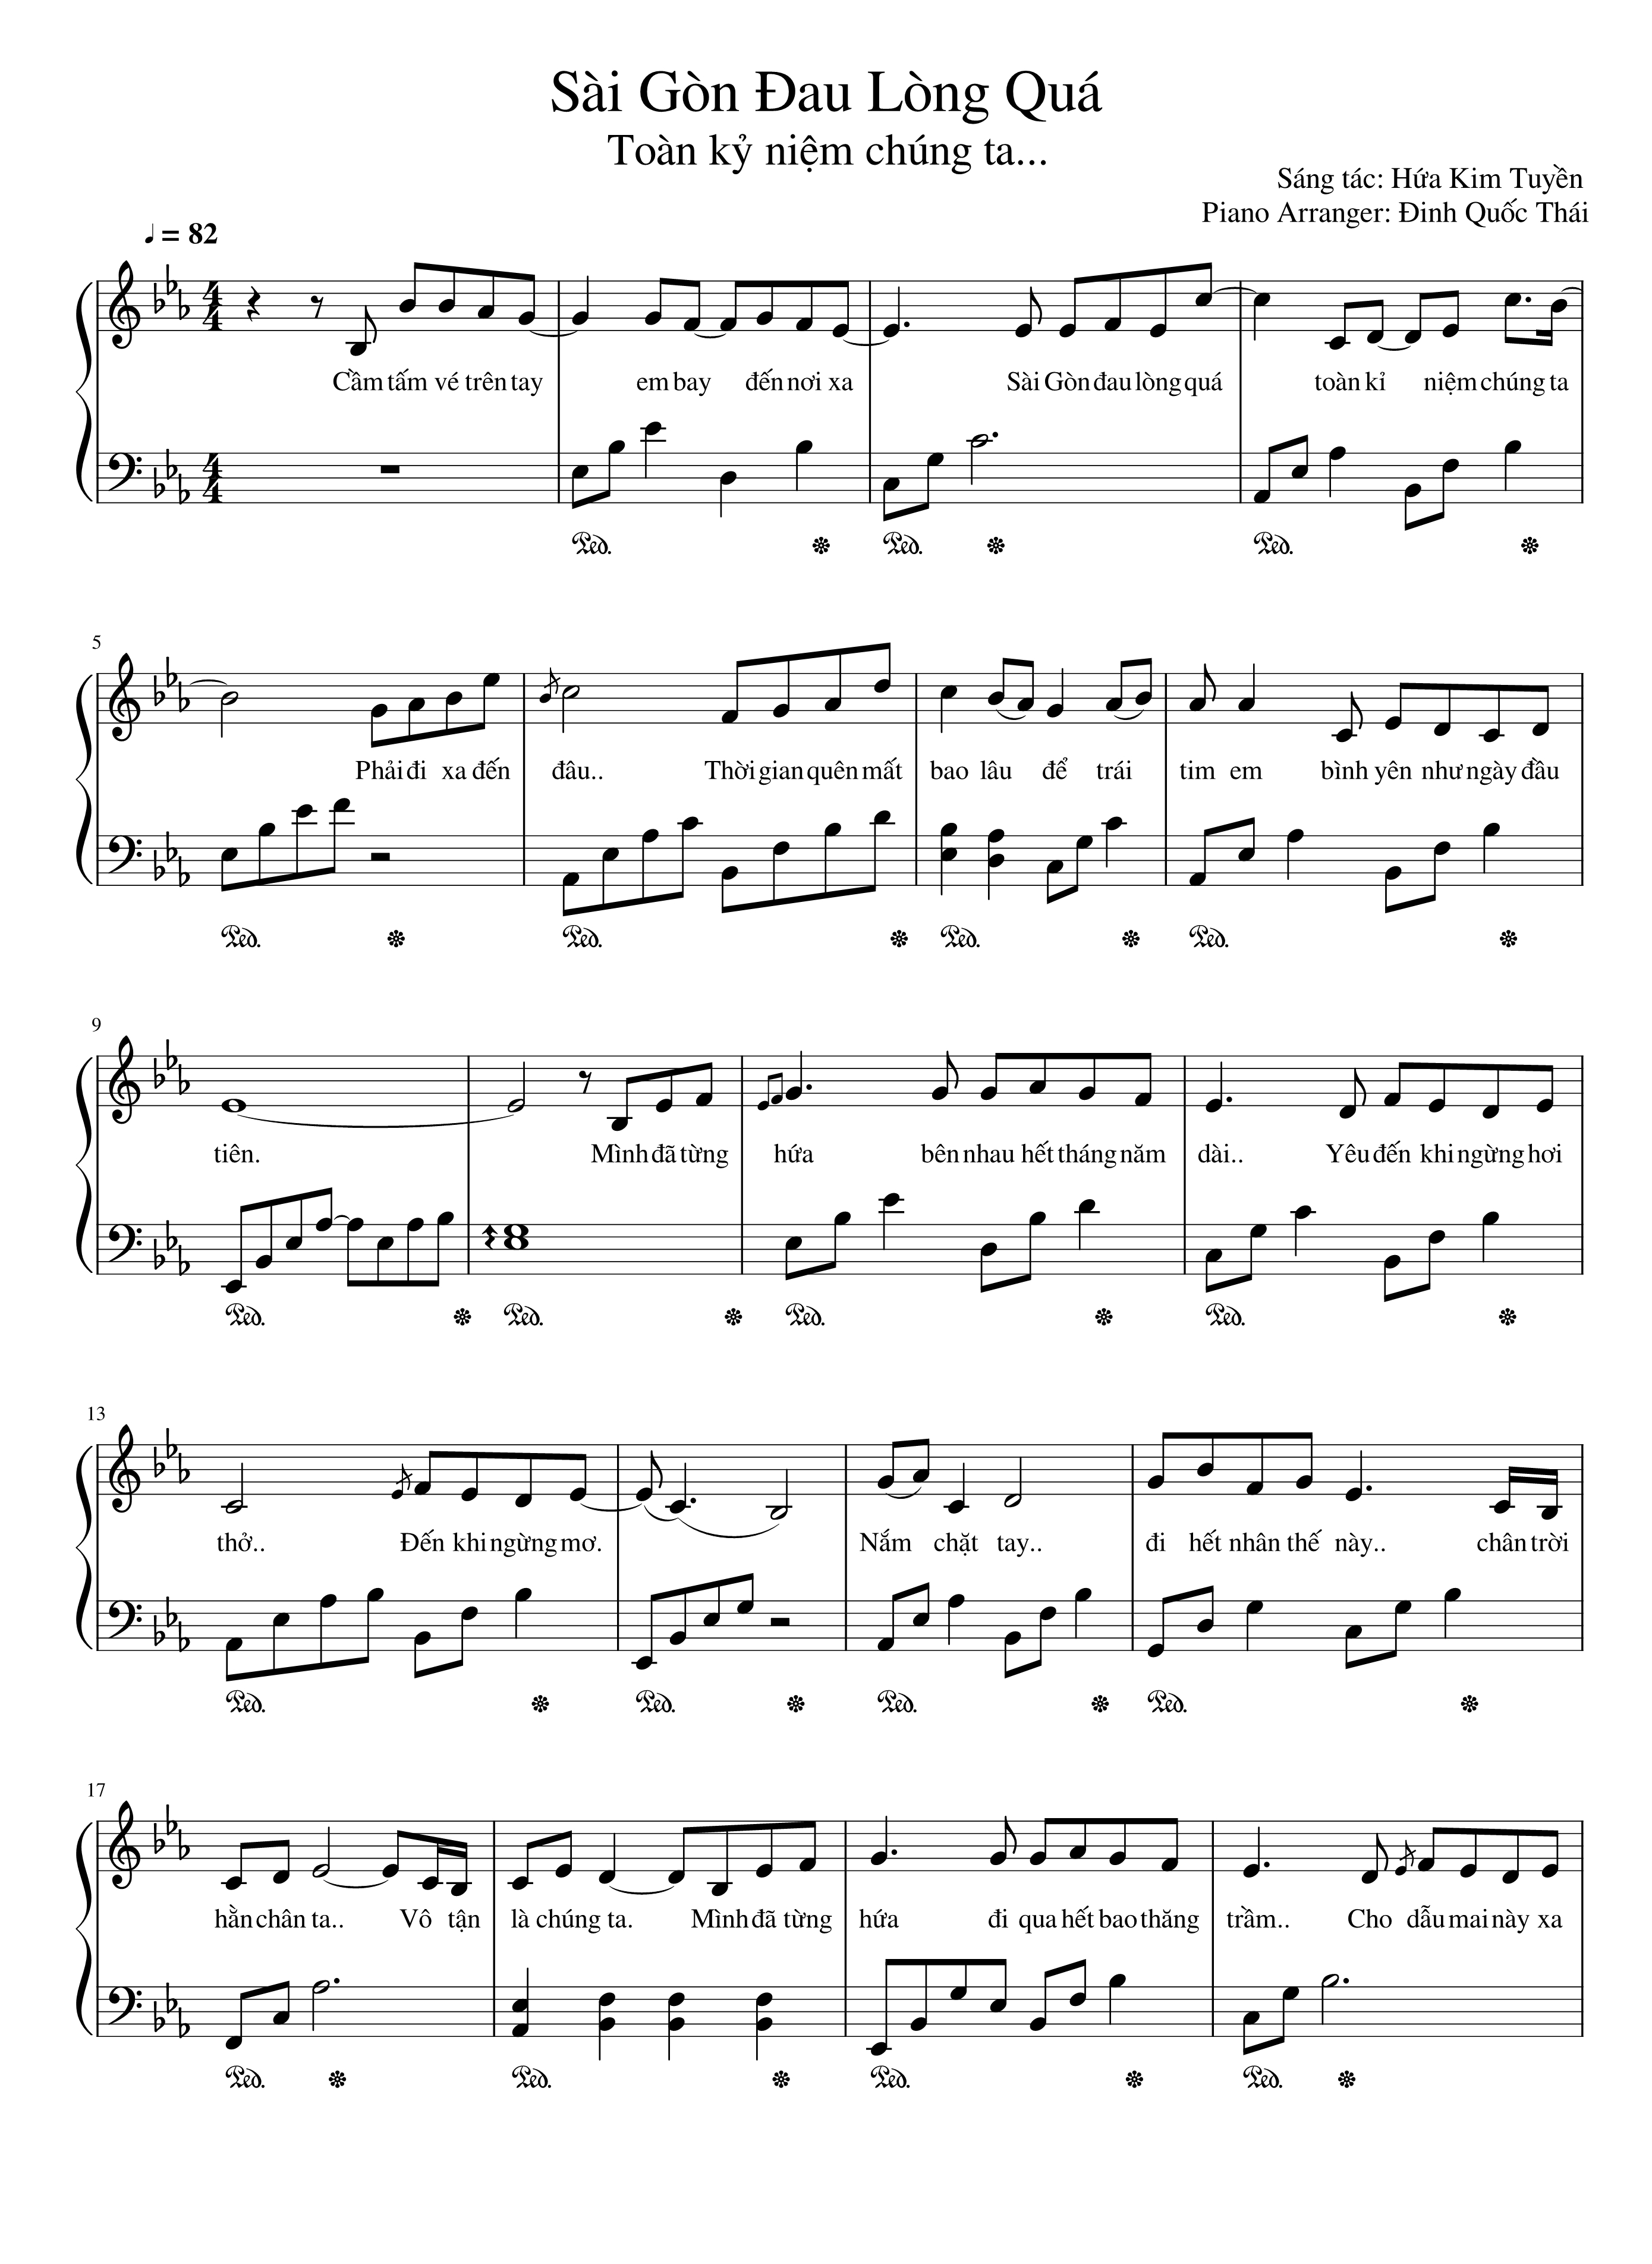 Sài Gòn Đau Lòng Quá
Toàn kỷ niệm chúng ta...
Sáng tác: Hứa Kim Tuyền
Piano Arranger: Đinh Quốc Thái
♩ = 82
4 4
Cầm tấm vé trên tay em bay đến nơi xa Sài Gòn đau lòng quá toàn kỉ niệm chúng ta
4 4
Ped. Ped. Ped.
5
Phải đi xa đến đâu.. Thời gian quên mất bao lâu để trái tim em bình yên như ngày đầu
Ped. Ped. Ped. Ped.
9
tiên. Mình đã từng hứa bên nhau hết tháng năm dài.. Yêu đến khi ngừng hơi
Ped. Ped. Ped. Ped.
13
thở.. Đến khi ngừng mơ. Nắm chặt tay.. đi hết nhân thế này.. chân trời
Ped. Ped. Ped. Ped.
17
hằn chân ta.. Vô tận là chúng ta. Mình đã từng hứa đi qua hết bao thăng trầm.. Cho dẫu mai này xa
Ped. Ped. Ped. Ped.